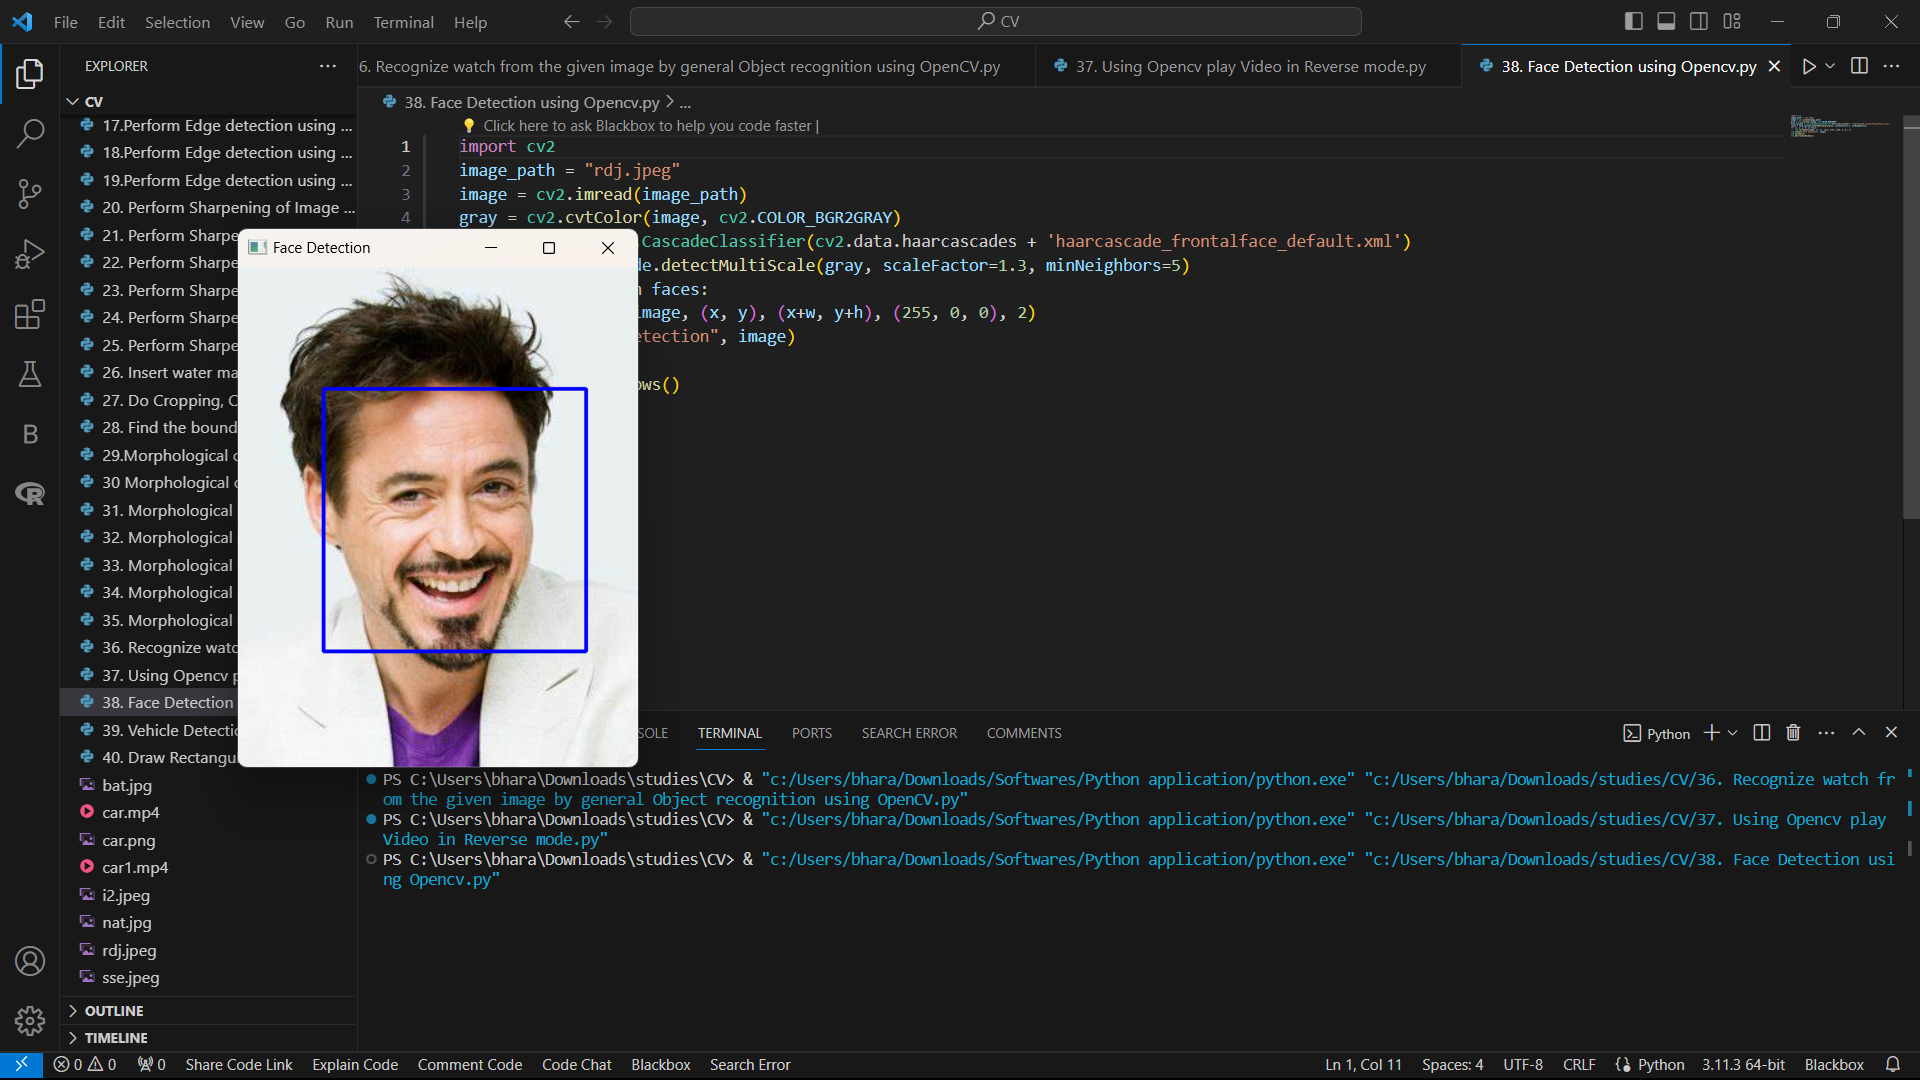 File Edit Selection View Go Run Terminal Help
CV
EXPLORER
CV
17.Perform Edge detection using ...
18.Perform Edge detection using ...
19.Perform Edge detection using ...
20. Perform Sharpening of Image ...
21. Perform Sharpe
22. Perform Sharpe
23. Perform Sharpe
24. Perform Sharpe
25. Perform Sharpe
26. Insert water ma
27. Do Cropping, C
28. Find the bound
29.Morphological o
30 Morphological o
31. Morphological
32. Morphological
33. Morphological
34. Morphological
35. Morphological
36. Recognize watc
37. Using Opencv p
38. Face Detection
39. Vehicle Detectio
40. Draw Rectangu
bat.jpg
car.mp4
car.png
car1.mp4
i2.jpeg
nat.jpg
rdj.jpeg
sse.jpeg
OUTLINE
TIMELINE
6. Recognize watch from the given image by general Object recognition using OpenCV.py
37. Using Opencv play Video in Reverse mode.py
38. Face Detection using Opencv.py
38. Face Detection using Opencv.py > ...
Click here to ask Blackbox to help you code faster |
1 import cv2
2 image_path = "rdj.jpeg"
3 image = cv2.imread(image_path)
4 gray = cv2.cvtColor(image, cv2.COLOR_BGR2GRAY)
.CascadeClassifier(cv2.data.haarcascades + 'haarcascade_frontalface_default.xml')
de.detectMultiScale(gray, scaleFactor=1.3, minNeighbors=5)
n faces:
image, (x, y), (x+w, y+h), (255, 0, 0), 2)
etection", image)
ows()
Face Detection
SOLE TERMINAL PORTS SEARCH ERROR COMMENTS
Python
PS C:\Users\bhara\Downloads\studies\CV> & "c:/Users/bhara/Downloads/Softwares/Python application/python.exe" "c:/Users/bhara/Downloads/studies/CV/36. Recognize watch fr
om the given image by general Object recognition using OpenCV.py"
PS C:\Users\bhara\Downloads\studies\CV> & "c:/Users/bhara/Downloads/Softwares/Python application/python.exe" "c:/Users/bhara/Downloads/studies/CV/37. Using Opencv play
Video in Reverse mode.py"
PS C:\Users\bhara\Downloads\studies\CV> & "c:/Users/bhara/Downloads/Softwares/Python application/python.exe" "c:/Users/bhara/Downloads/studies/CV/38. Face Detection usi
ng Opencv.py"
0 0 0 Share Code Link Explain Code Comment Code Code Chat Blackbox Search Error
Ln 1, Col 11 Spaces: 4 UTF-8 CRLF Python 3.11.3 64-bit Blackbox